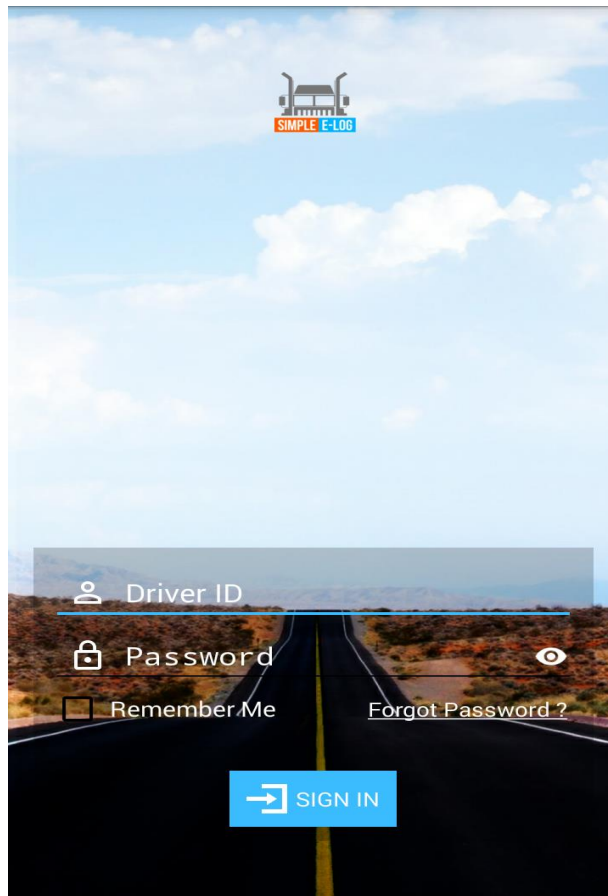 SIMPLE E-LOG
Driver ID
Password
Remember Me Forgot Password ?
SIGN IN